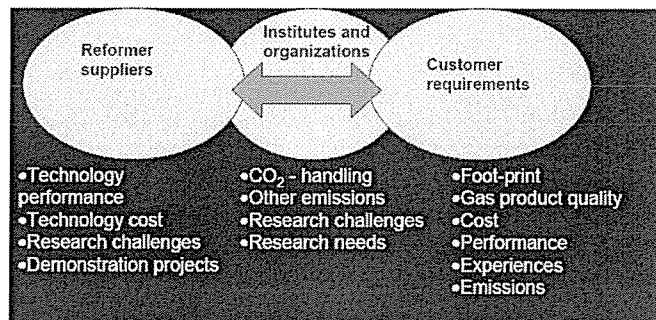 Reformer
suppliers
Institutes and
organizations
Customer
requirements
•Technology
performance
•Technology cost
•Research challenges
•Demonstration projects
•CO₂ - handling
•Other emissions
•Research challenges
•Research needs
•Foot-print
•Gas product quality
•Cost
•Performance
•Experiences
•Emissions